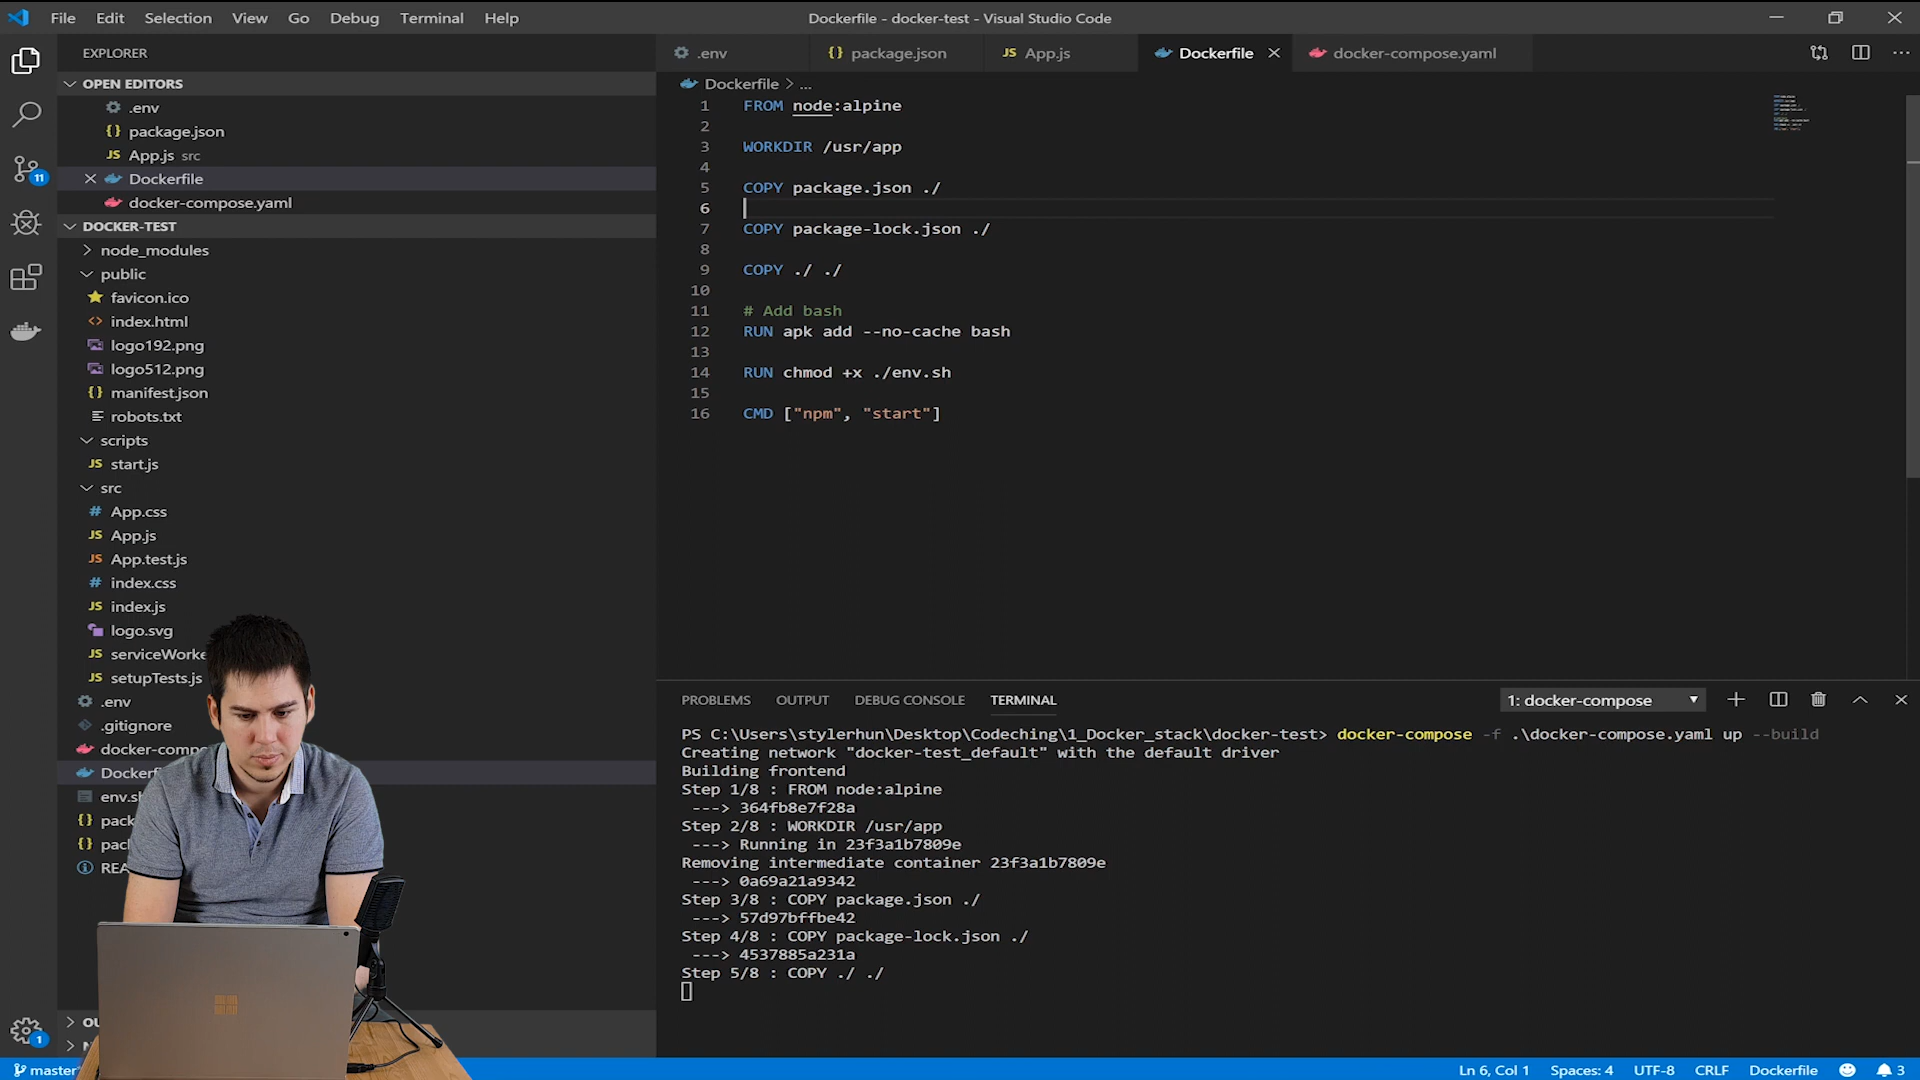 File Edit Selection View Go Debug Terminal Help
Dockerfile - docker-test - Visual Studio Code
EXPLORER
OPEN EDITORS
.env
package.json
App.js src
Dockerfile
docker-compose.yaml
DOCKER-TEST
node_modules
public
favicon.ico
index.html
logo192.png
logo512.png
manifest.json
robots.txt
scripts
start.js
src
App.css
App.js
App.test.js
index.css
index.js
logo.svg
serviceWorke
setupTests.js
.env
.gitignore
docker-comp
Dockerf
env.s
pack
pac
REA
OU
11
1
.env
package.json
App.js
Dockerfile
docker-compose.yaml
Dockerfile > ...
1 FROM node:alpine
2
3 WORKDIR /usr/app
4
5 COPY package.json ./
6
7 COPY package-lock.json ./
8
9 COPY ./ ./
10
11 # Add bash
12 RUN apk add --no-cache bash
13
14 RUN chmod +x ./env.sh
15
16 CMD ["npm", "start"]
PROBLEMS OUTPUT DEBUG CONSOLE TERMINAL
1: docker-compose
PS C:\Users\stylerhun\Desktop\Codeching\1_Docker_stack\docker-test> docker-compose -f .\docker-compose.yaml up --build
Creating network "docker-test_default" with the default driver
Building frontend
Step 1/8 : FROM node:alpine
---> 364fb8e7f28a
Step 2/8 : WORKDIR /usr/app
---> Running in 23f3a1b7809e
Removing intermediate container 23f3a1b7809e
---> 0a69a21a9342
Step 3/8 : COPY package.json ./
---> 57d97bffbe42
Step 4/8 : COPY package-lock.json ./
---> 4537885a231a
Step 5/8 : COPY ./ ./
master
Ln 6, Col 1 Spaces: 4 UTF-8 CRLF Dockerfile 3